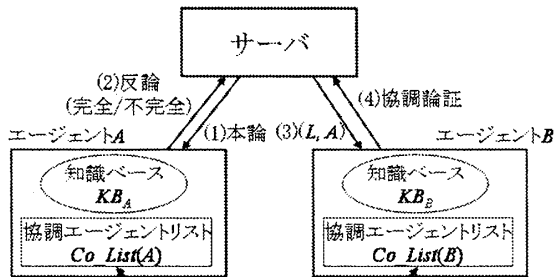 サーバ
(2)反論
(完全/不完全)
(4)協調論証
(1)本論 (3)(L, A)
エージェントA
エージェントB
知識ベース
KB_A
協調エージェントリスト
Co_List(A)
知識ベース
KB_B
協調エージェントリスト
Co_List(B)